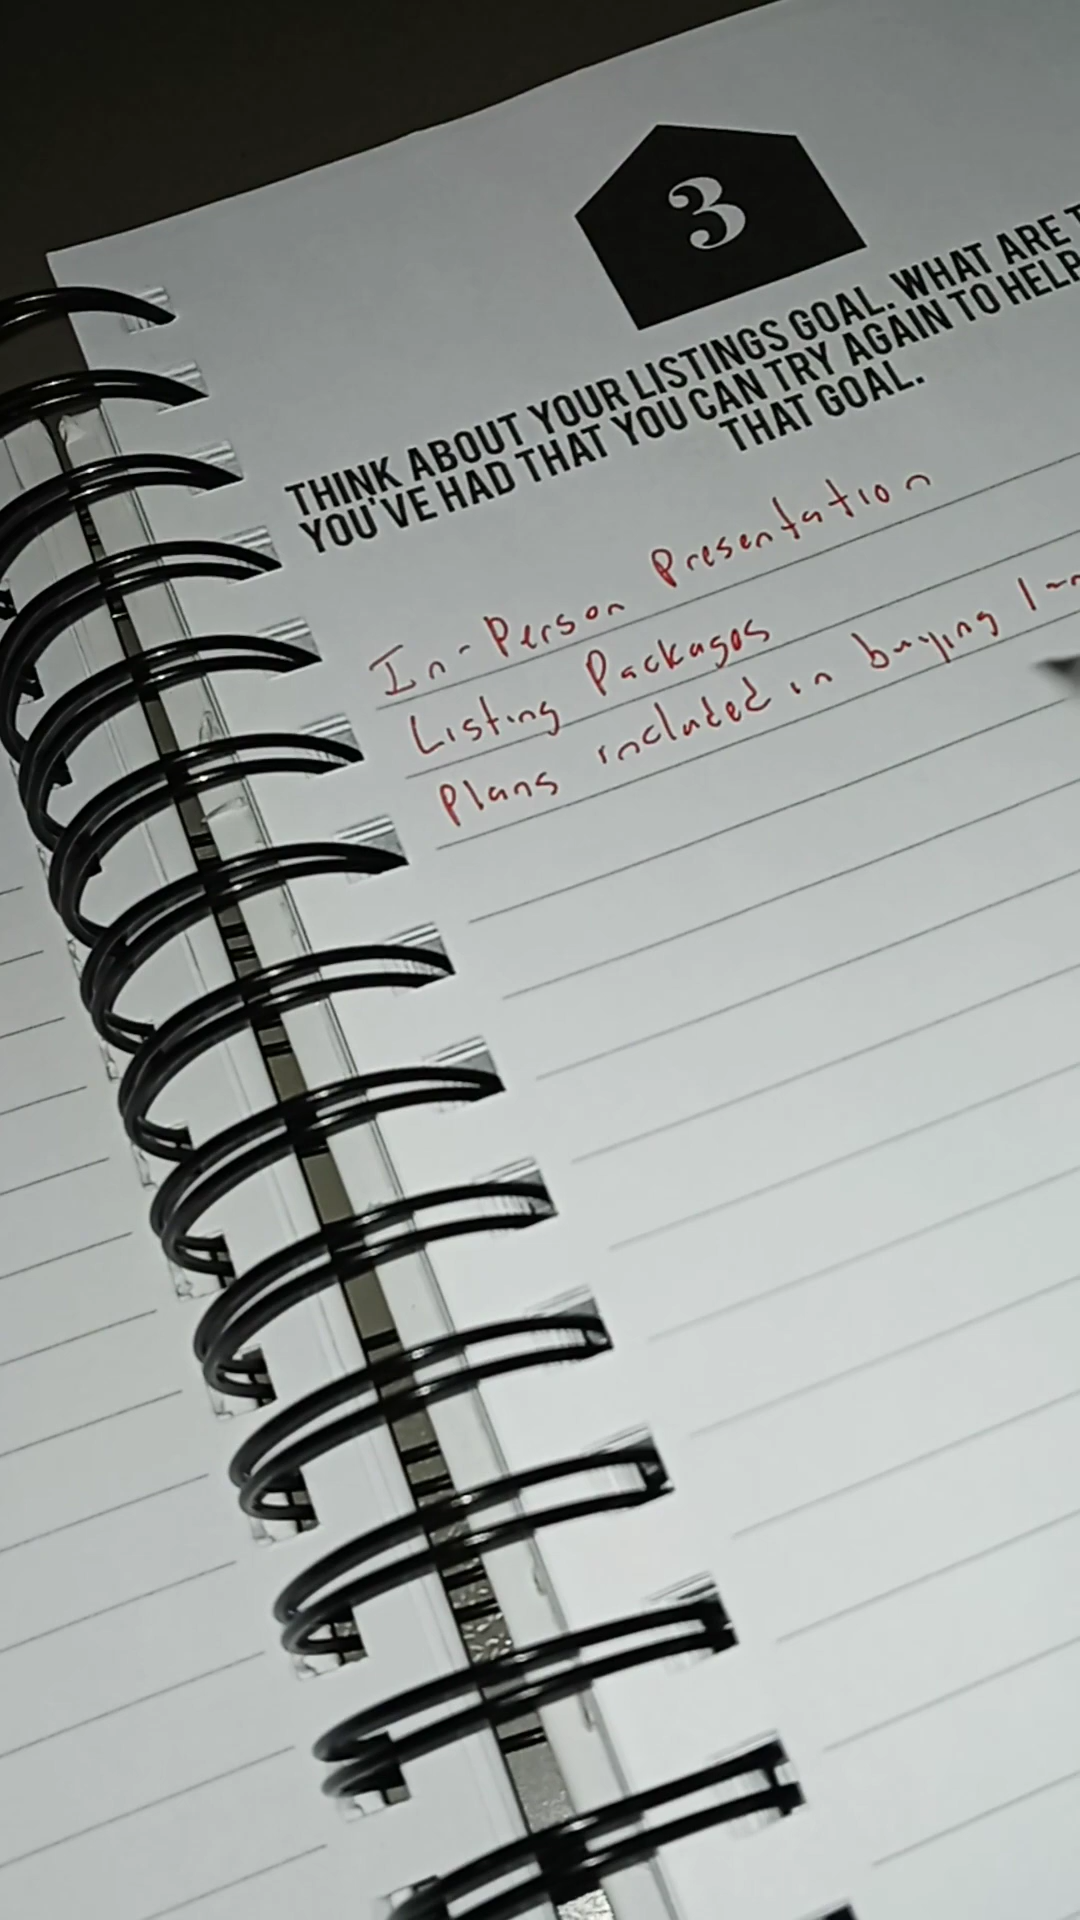 3
THINK ABOUT YOUR LISTINGS GOAL. WHAT ARE
YOU'VE HAD THAT YOU CAN TRY AGAIN TO HELP
THAT GOAL.
In-Person Presentation
Listing Packages
Plans included in buying